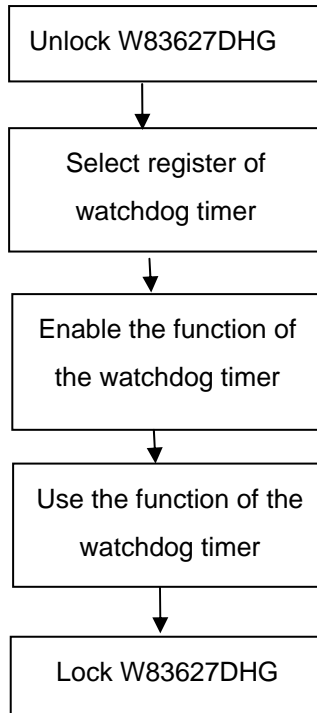 Unlock W83627DHG
Select register of
watchdog timer
Enable the function of
the watchdog timer
Use the function of the
watchdog timer
Lock W83627DHG